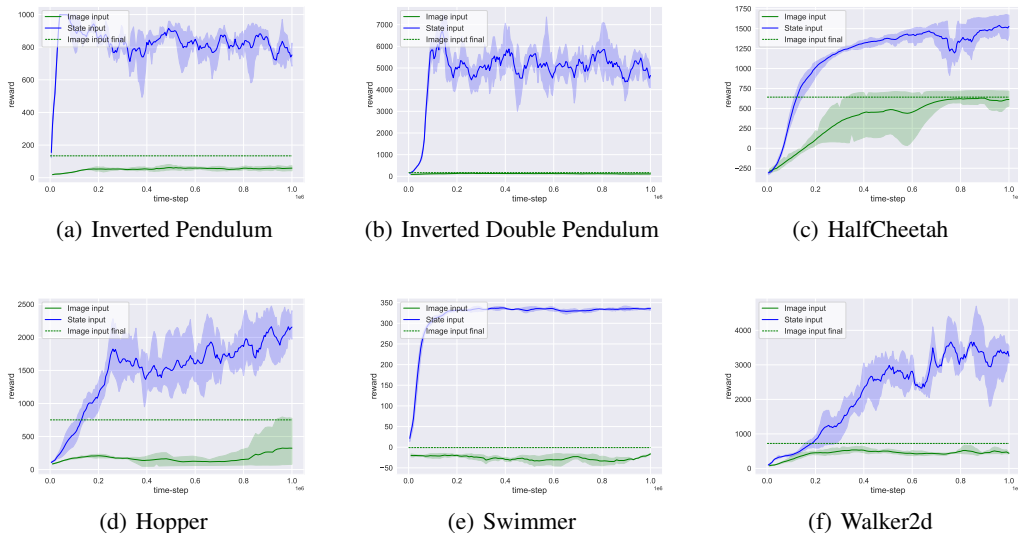 1e6 1e6 1e6
Image input
State input
Image input final
reward
1000
800
600
400
200
0
0.0 0.2 0.4 0.6 0.8 1.0
time-step
(a) Inverted Pendulum
Image input
State input
Image input final
reward
7000
6000
5000
4000
3000
2000
1000
0
0.0 0.2 0.4 0.6 0.8 1.0
time-step
(b) Inverted Double Pendulum
Image input
State input
Image input final
reward
1750
1500
1250
1000
750
500
250
0
−250
0.0 0.2 0.4 0.6 0.8 1.0
time-step
(c) HalfCheetah
Image input
State input
Image input final
reward
2500
2000
1500
1000
500
0
0.0 0.2 0.4 0.6 0.8 1.0
time-step
1e6
(d) Hopper
Image input
State input
Image input final
reward
350
300
250
200
150
100
50
0
−50
0.0 0.2 0.4 0.6 0.8 1.0
time-step
1e6
(e) Swimmer
Image input
State input
Image input final
reward
4000
3000
2000
1000
0
0.0 0.2 0.4 0.6 0.8 1.0
time-step
1e6
(f) Walker2d